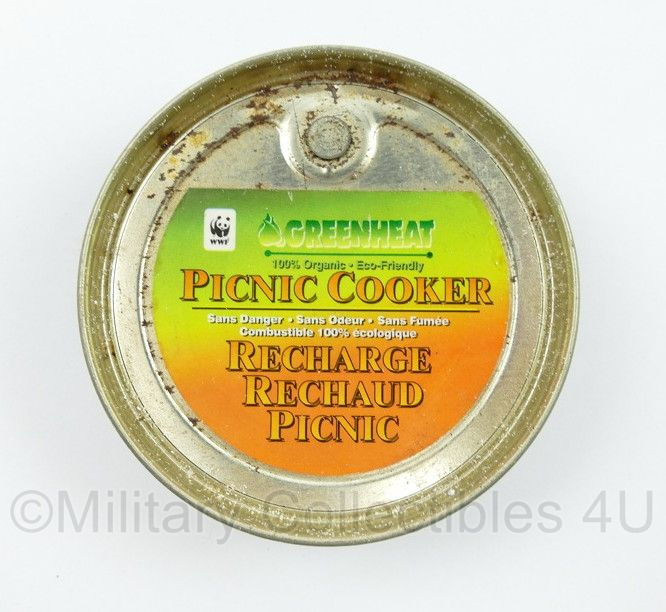 WWF
GREENHEAT
100% Organic • Eco-Friendly
PICNIC COOKER
Sans Danger • Sans Odeur • Sans Fumée
Combustible 100% écologique
RECHARGE
RECHAUD
PICNIC
©Military Collectibles 4U